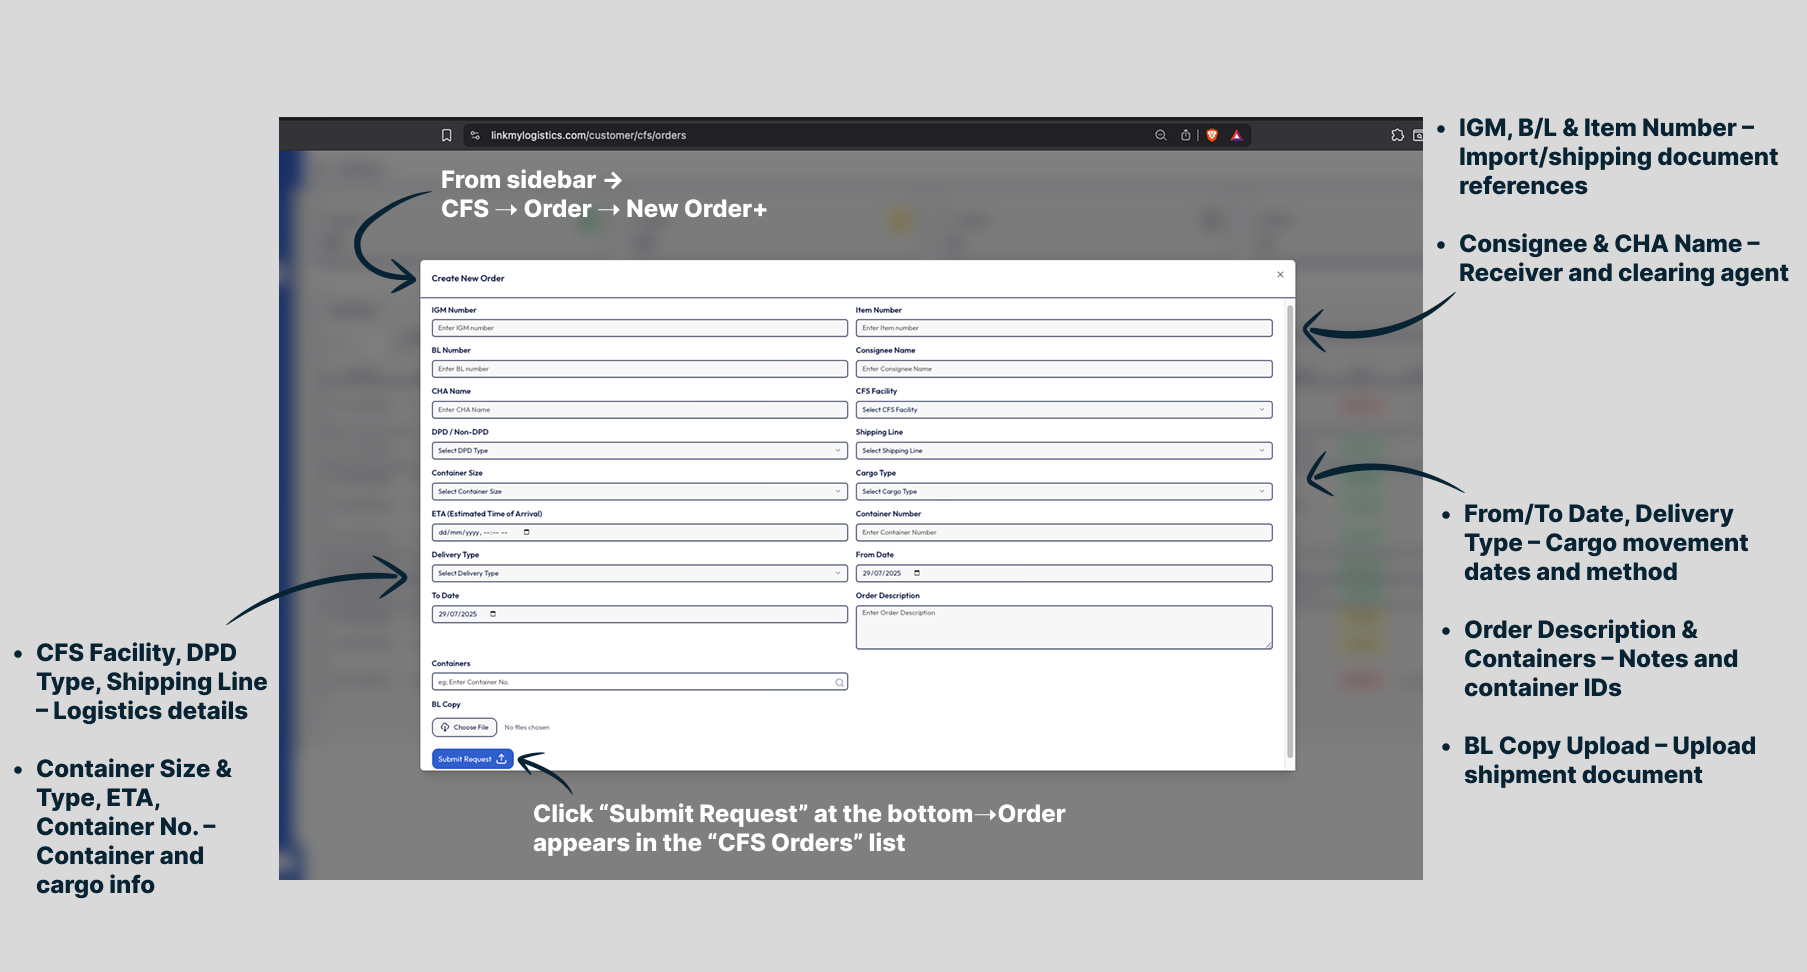 linkmylogistics.com/customer/cfs/orders
From sidebar →
CFS → Order → New Order+
Create New Order
IGM Number
Enter IGM number
Item Number
Enter Item number
BL Number
Enter BL number
Consignee Name
Enter Consignee Name
CHA Name
Enter CHA Name
CFS Facility
Select CFS Facility
DPD / Non-DPD
Select DPD Type
Shipping Line
Select Shipping Line
Container Size
Select Container Size
Cargo Type
Select Cargo Type
ETA (Estimated Time of Arrival)
dd/mm/yyyy, --:-- --
Container Number
Enter Container Number
Delivery Type
Select Delivery Type
From Date
29/07/2025
To Date
29/07/2025
Order Description
Enter Order Description
Containers
eg; Enter Container No.
BL Copy
Choose File
No files chosen
Submit Request
Click “Submit Request” at the bottom→Order
appears in the “CFS Orders” list
• IGM, B/L & Item Number –
Import/shipping document
references
• Consignee & CHA Name –
Receiver and clearing agent
• From/To Date, Delivery
Type – Cargo movement
dates and method
• Order Description &
Containers – Notes and
container IDs
• BL Copy Upload – Upload
shipment document
• CFS Facility, DPD
Type, Shipping Line
– Logistics details
• Container Size &
Type, ETA,
Container No. –
Container and
cargo info